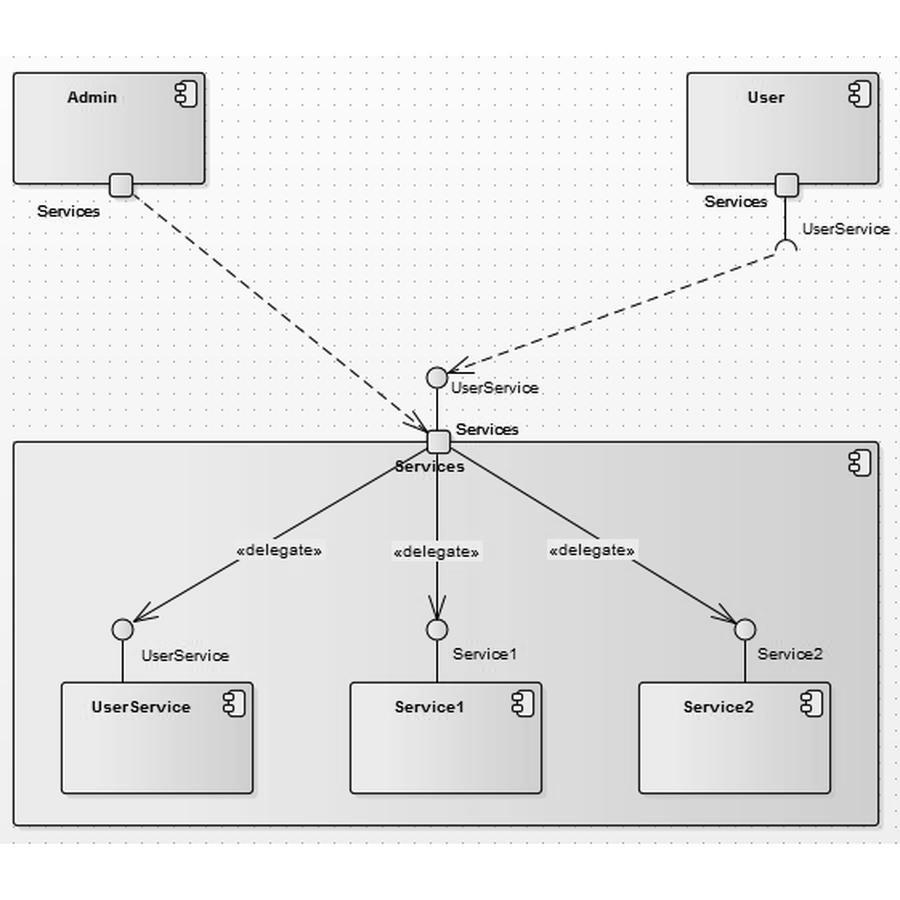 Admin
User
Services
Services
UserService
UserService
Services
Services
«delegate»
«delegate»
«delegate»
UserService
Service1
Service2
UserService
Service1
Service2